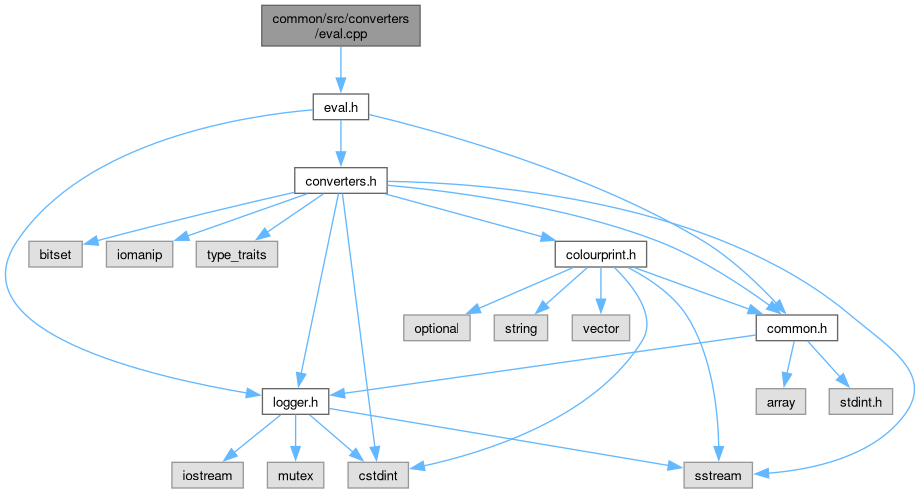 common/src/converters
/eval.cpp
eval.h
converters.h
bitset
iomanip
type_traits
colourprint.h
optional
string
vector
common.h
logger.h
array
stdint.h
iostream
mutex
cstdint
sstream